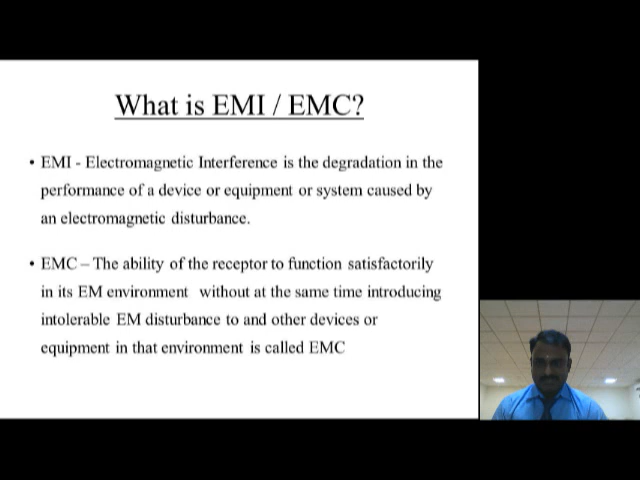 What is EMI / EMC?
• EMI - Electromagnetic Interference is the degradation in the
performance of a device or equipment or system caused by
an electromagnetic disturbance.
• EMC – The ability of the receptor to function satisfactorily
in its EM environment without at the same time introducing
intolerable EM disturbance to and other devices or
equipment in that environment is called EMC